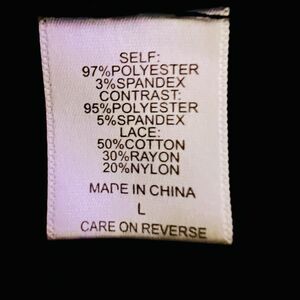 SELF:
97%POLYESTER
3%SPANDEX
CONTRAST:
95%POLYESTER
5%SPANDEX
LACE:
50%COTTON
30%RAYON
20%NYLON
MADE IN CHINA
L
CARE ON REVERSE